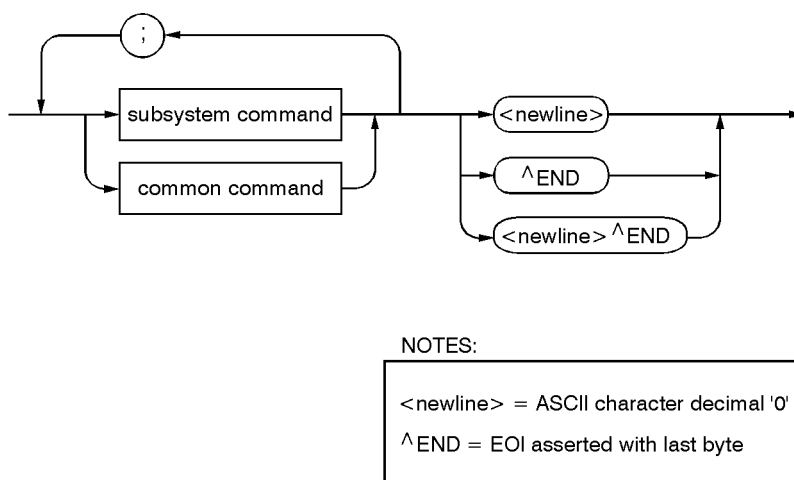 ;
subsystem command
<newline>
common command
^END
<newline> ^END
NOTES:
<newline> = ASCII character decimal '0'
^END = EOI asserted with last byte